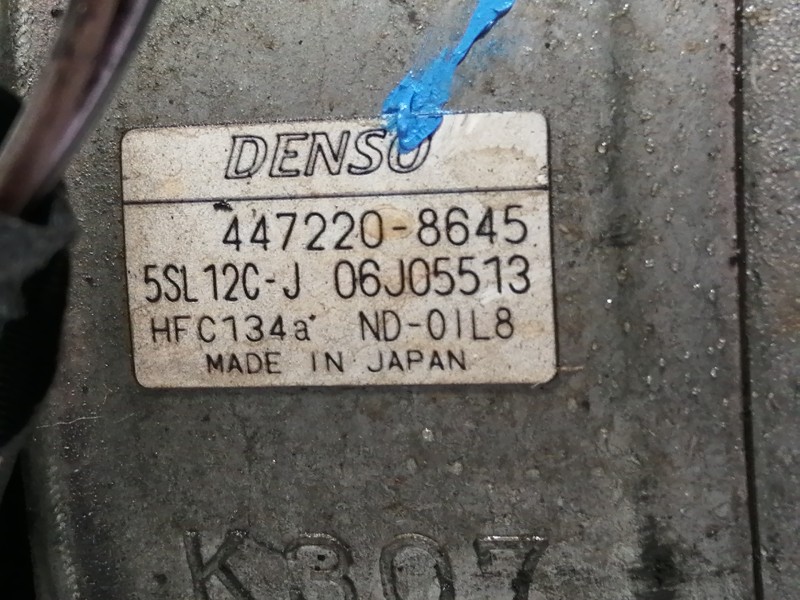 DENSO
447220-8645
5SL12C-J 06J05513
HFC134a ND-OIL8
MADE IN JAPAN
K307